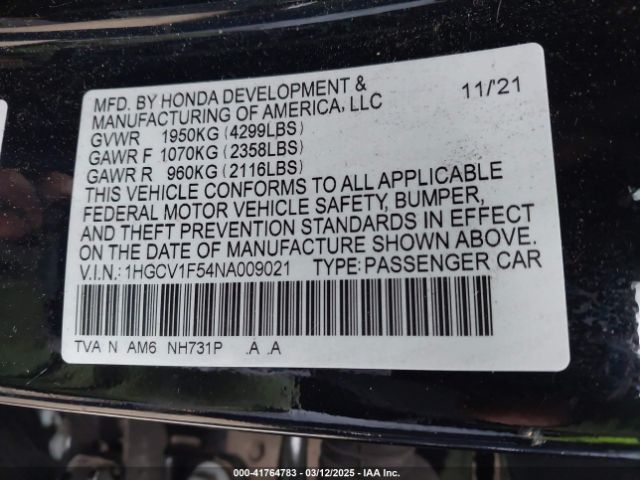 MFD. BY HONDA DEVELOPMENT & 11/'21
MANUFACTURING OF AMERICA, LLC
GVWR 1950KG (4299LBS)
GAWR F 1070KG (2358LBS)
GAWR R 960KG (2116LBS)
THIS VEHICLE CONFORMS TO ALL APPLICABLE
FEDERAL MOTOR VEHICLE SAFETY, BUMPER,
AND THEFT PREVENTION STANDARDS IN EFFECT
ON THE DATE OF MANUFACTURE SHOWN ABOVE.
V.I.N.: 1HGCV1F54NA009021 TYPE: PASSENGER CAR
TVA N AM6 NH731P .A .A
000-41764783 — 03/12/2025 — IAA Inc.